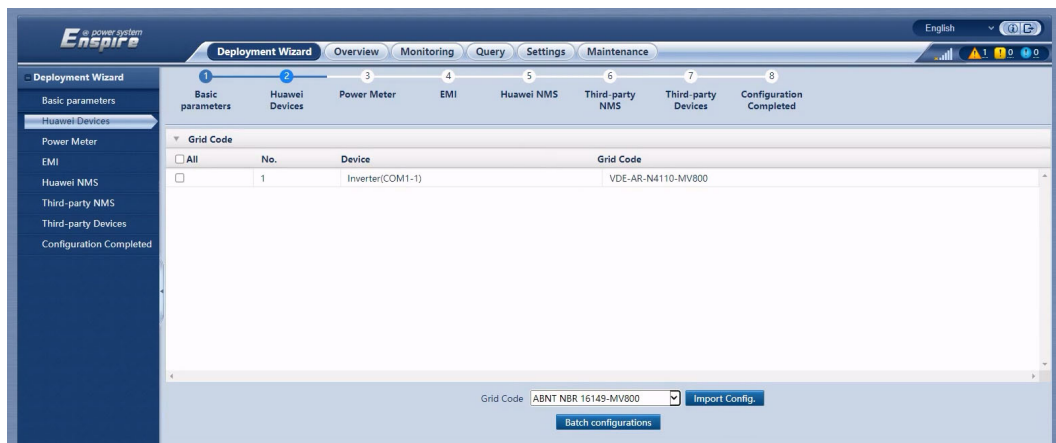 English
Enspire
e power system
Deployment Wizard Overview Monitoring Query Settings Maintenance
1 0 0
Deployment Wizard
Basic parameters
Huawei Devices
Power Meter
EMI
Huawei NMS
Third-party NMS
Third-party Devices
Configuration Completed
1 2 3 4 5 6 7 8
Basic parameters
Huawei Devices
Power Meter
EMI
Huawei NMS
Third-party NMS
Third-party Devices
Configuration Completed
Grid Code
All No. Device Grid Code
1 Inverter(COM1-1) VDE-AR-N4110-MV800
Grid Code ABNT NBR 16149-MV800 Import Config.
Batch configurations